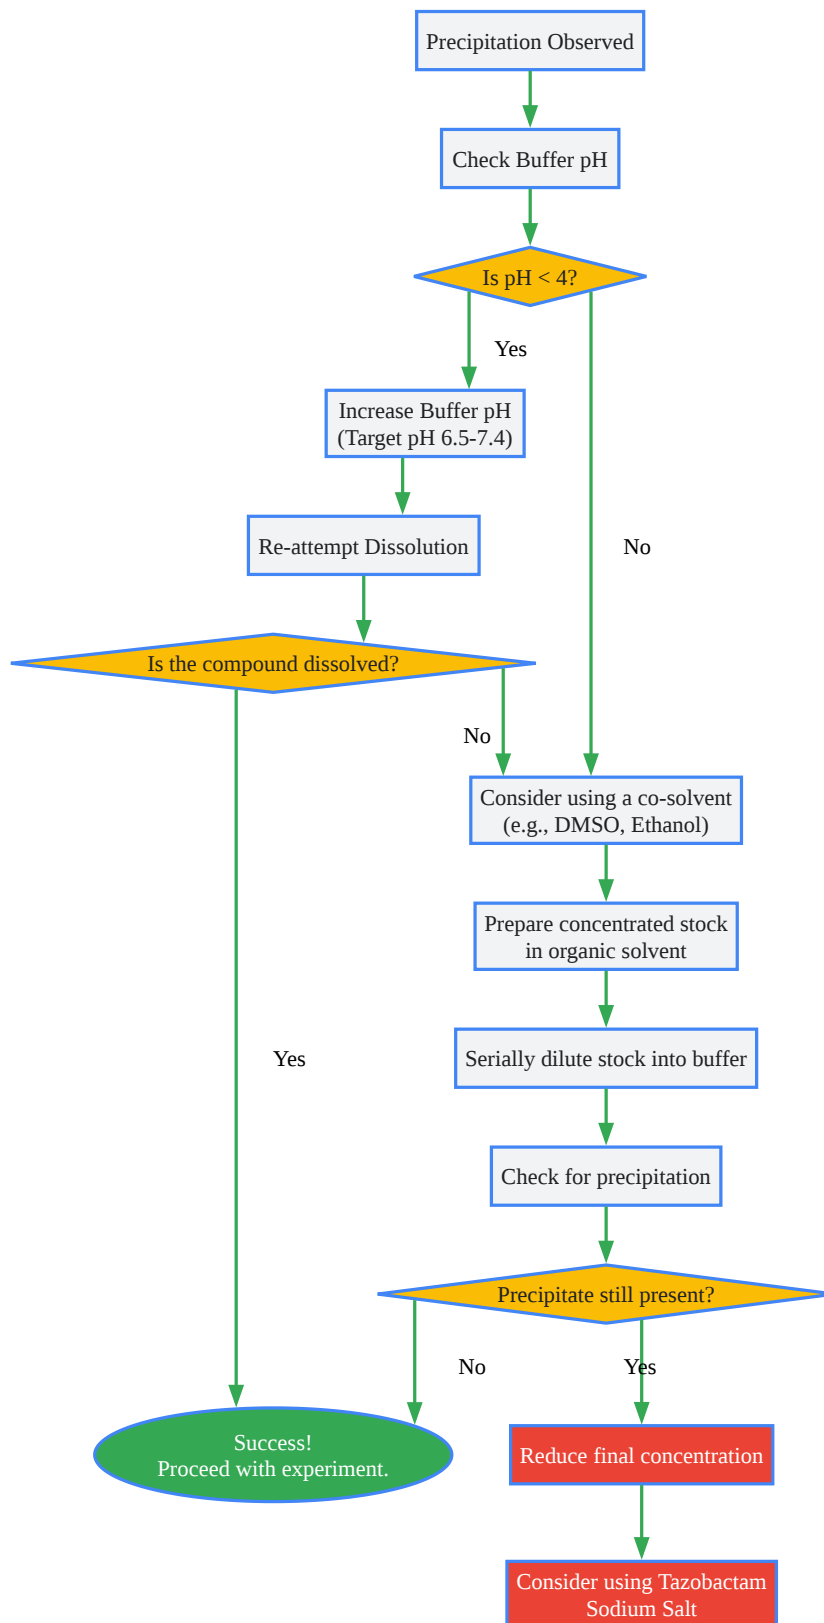 Precipitation Observed
Check Buffer pH
Is pH < 4?
Yes
Increase Buffer pH
(Target pH 6.5-7.4)
Re-attempt Dissolution
No
Is the compound dissolved?
No
Consider using a co-solvent
(e.g., DMSO, Ethanol)
Prepare concentrated stock
in organic solvent
Serially dilute stock into buffer
Yes
Check for precipitation
Precipitate still present?
No
Yes
Success!
Proceed with experiment.
Reduce final concentration
Consider using Tazobactam
Sodium Salt